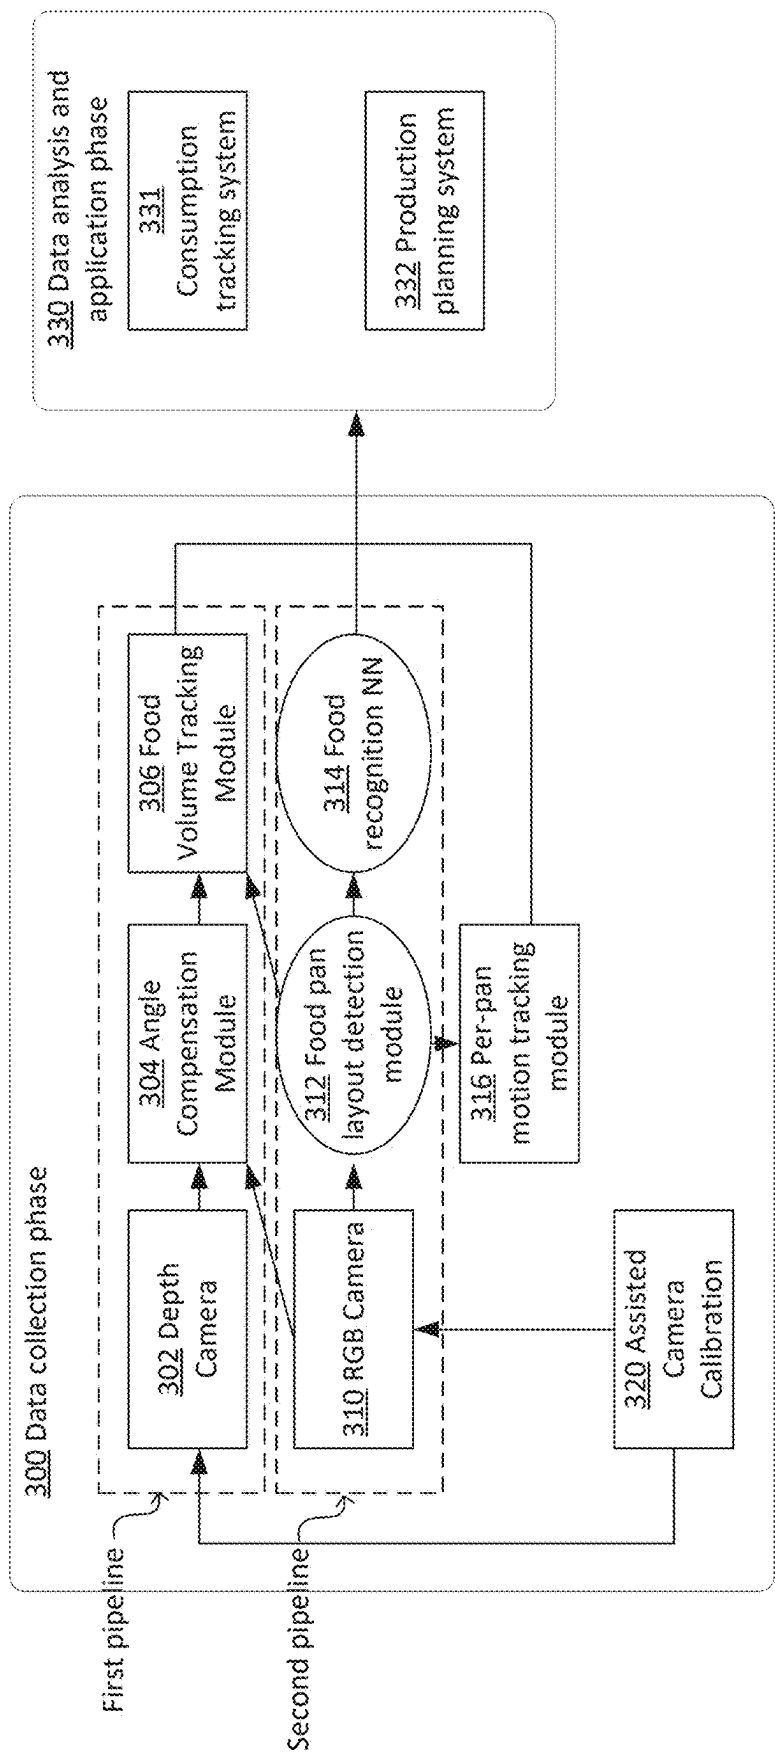 300 Data collection phase
First pipeline
302 Depth
Camera
304 Angle
Compensation
Module
306 Food
Volume Tracking
Module
Second pipeline
310 RGB Camera
312 Food pan
layout detection
module
314 Food
recognition NN
316 Per-pan
motion tracking
module
320 Assisted
Camera
Calibration
330 Data analysis and
application phase
331
Consumption
tracking system
332 Production
planning system